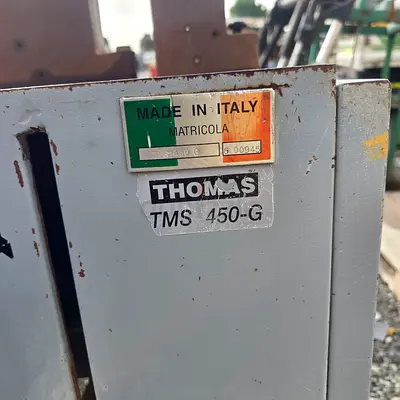 MADE IN ITALY
MATRICOLA
THOMAS
TMS 450-G